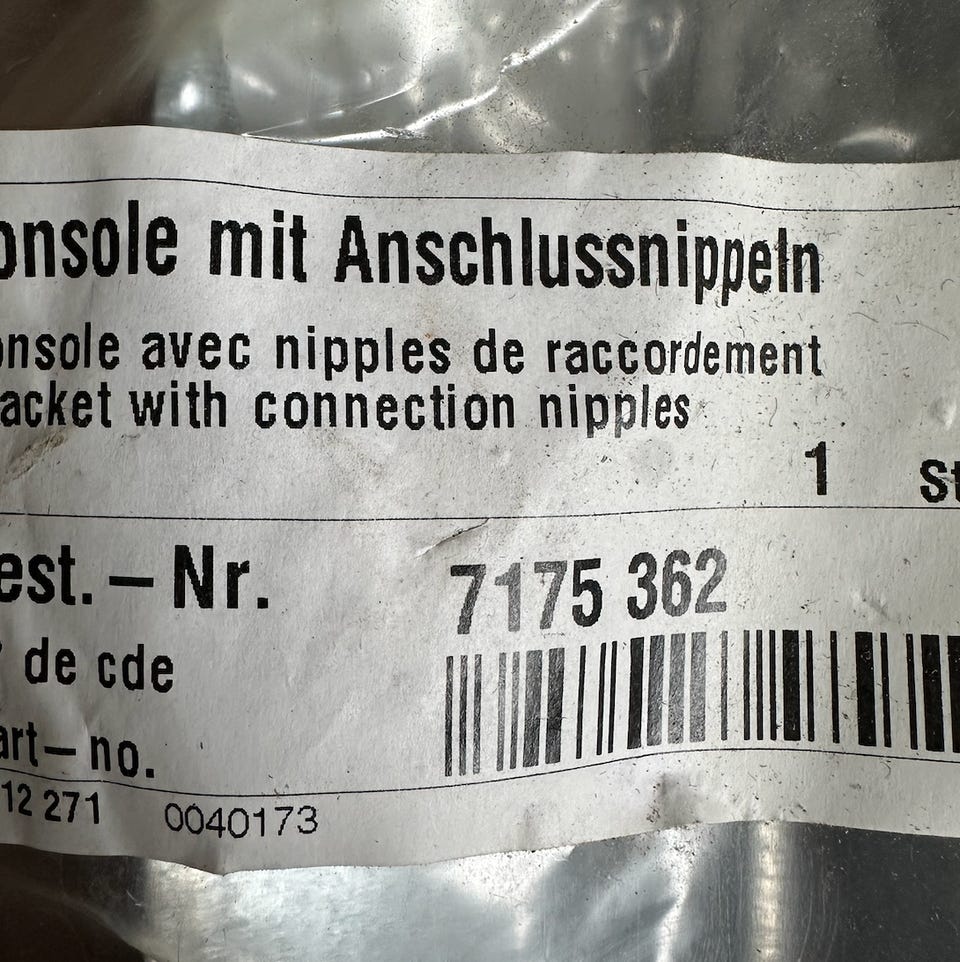 onsole mit Anschlussnippeln
onsole avec nipples de raccordement
acket with connection nipples
1 St
est.–Nr. 7175 362
de cde
art–no.
12 271 0040173